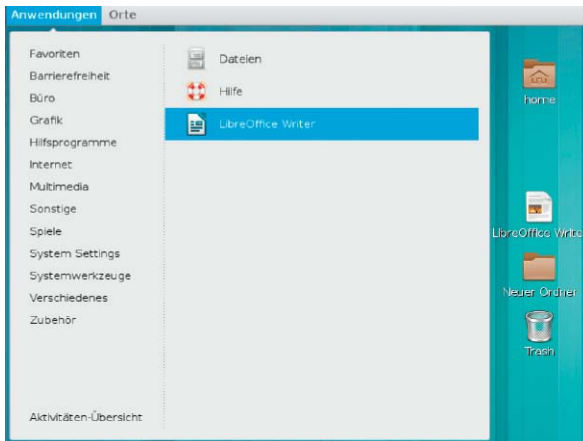 Anwendungen Orte
Favoriten
Barrierefreiheit
Büro
Grafik
Hilfsprogramme
Internet
Multimedia
Sonstige
Spiele
System Settings
Systemwerkzeuge
Verschiedenes
Zubehör
Aktivitäten-Übersicht
Dateien
Hilfe
LibreOffice Writer
home
LibreOffice Write
Neuer Ordner
Trash